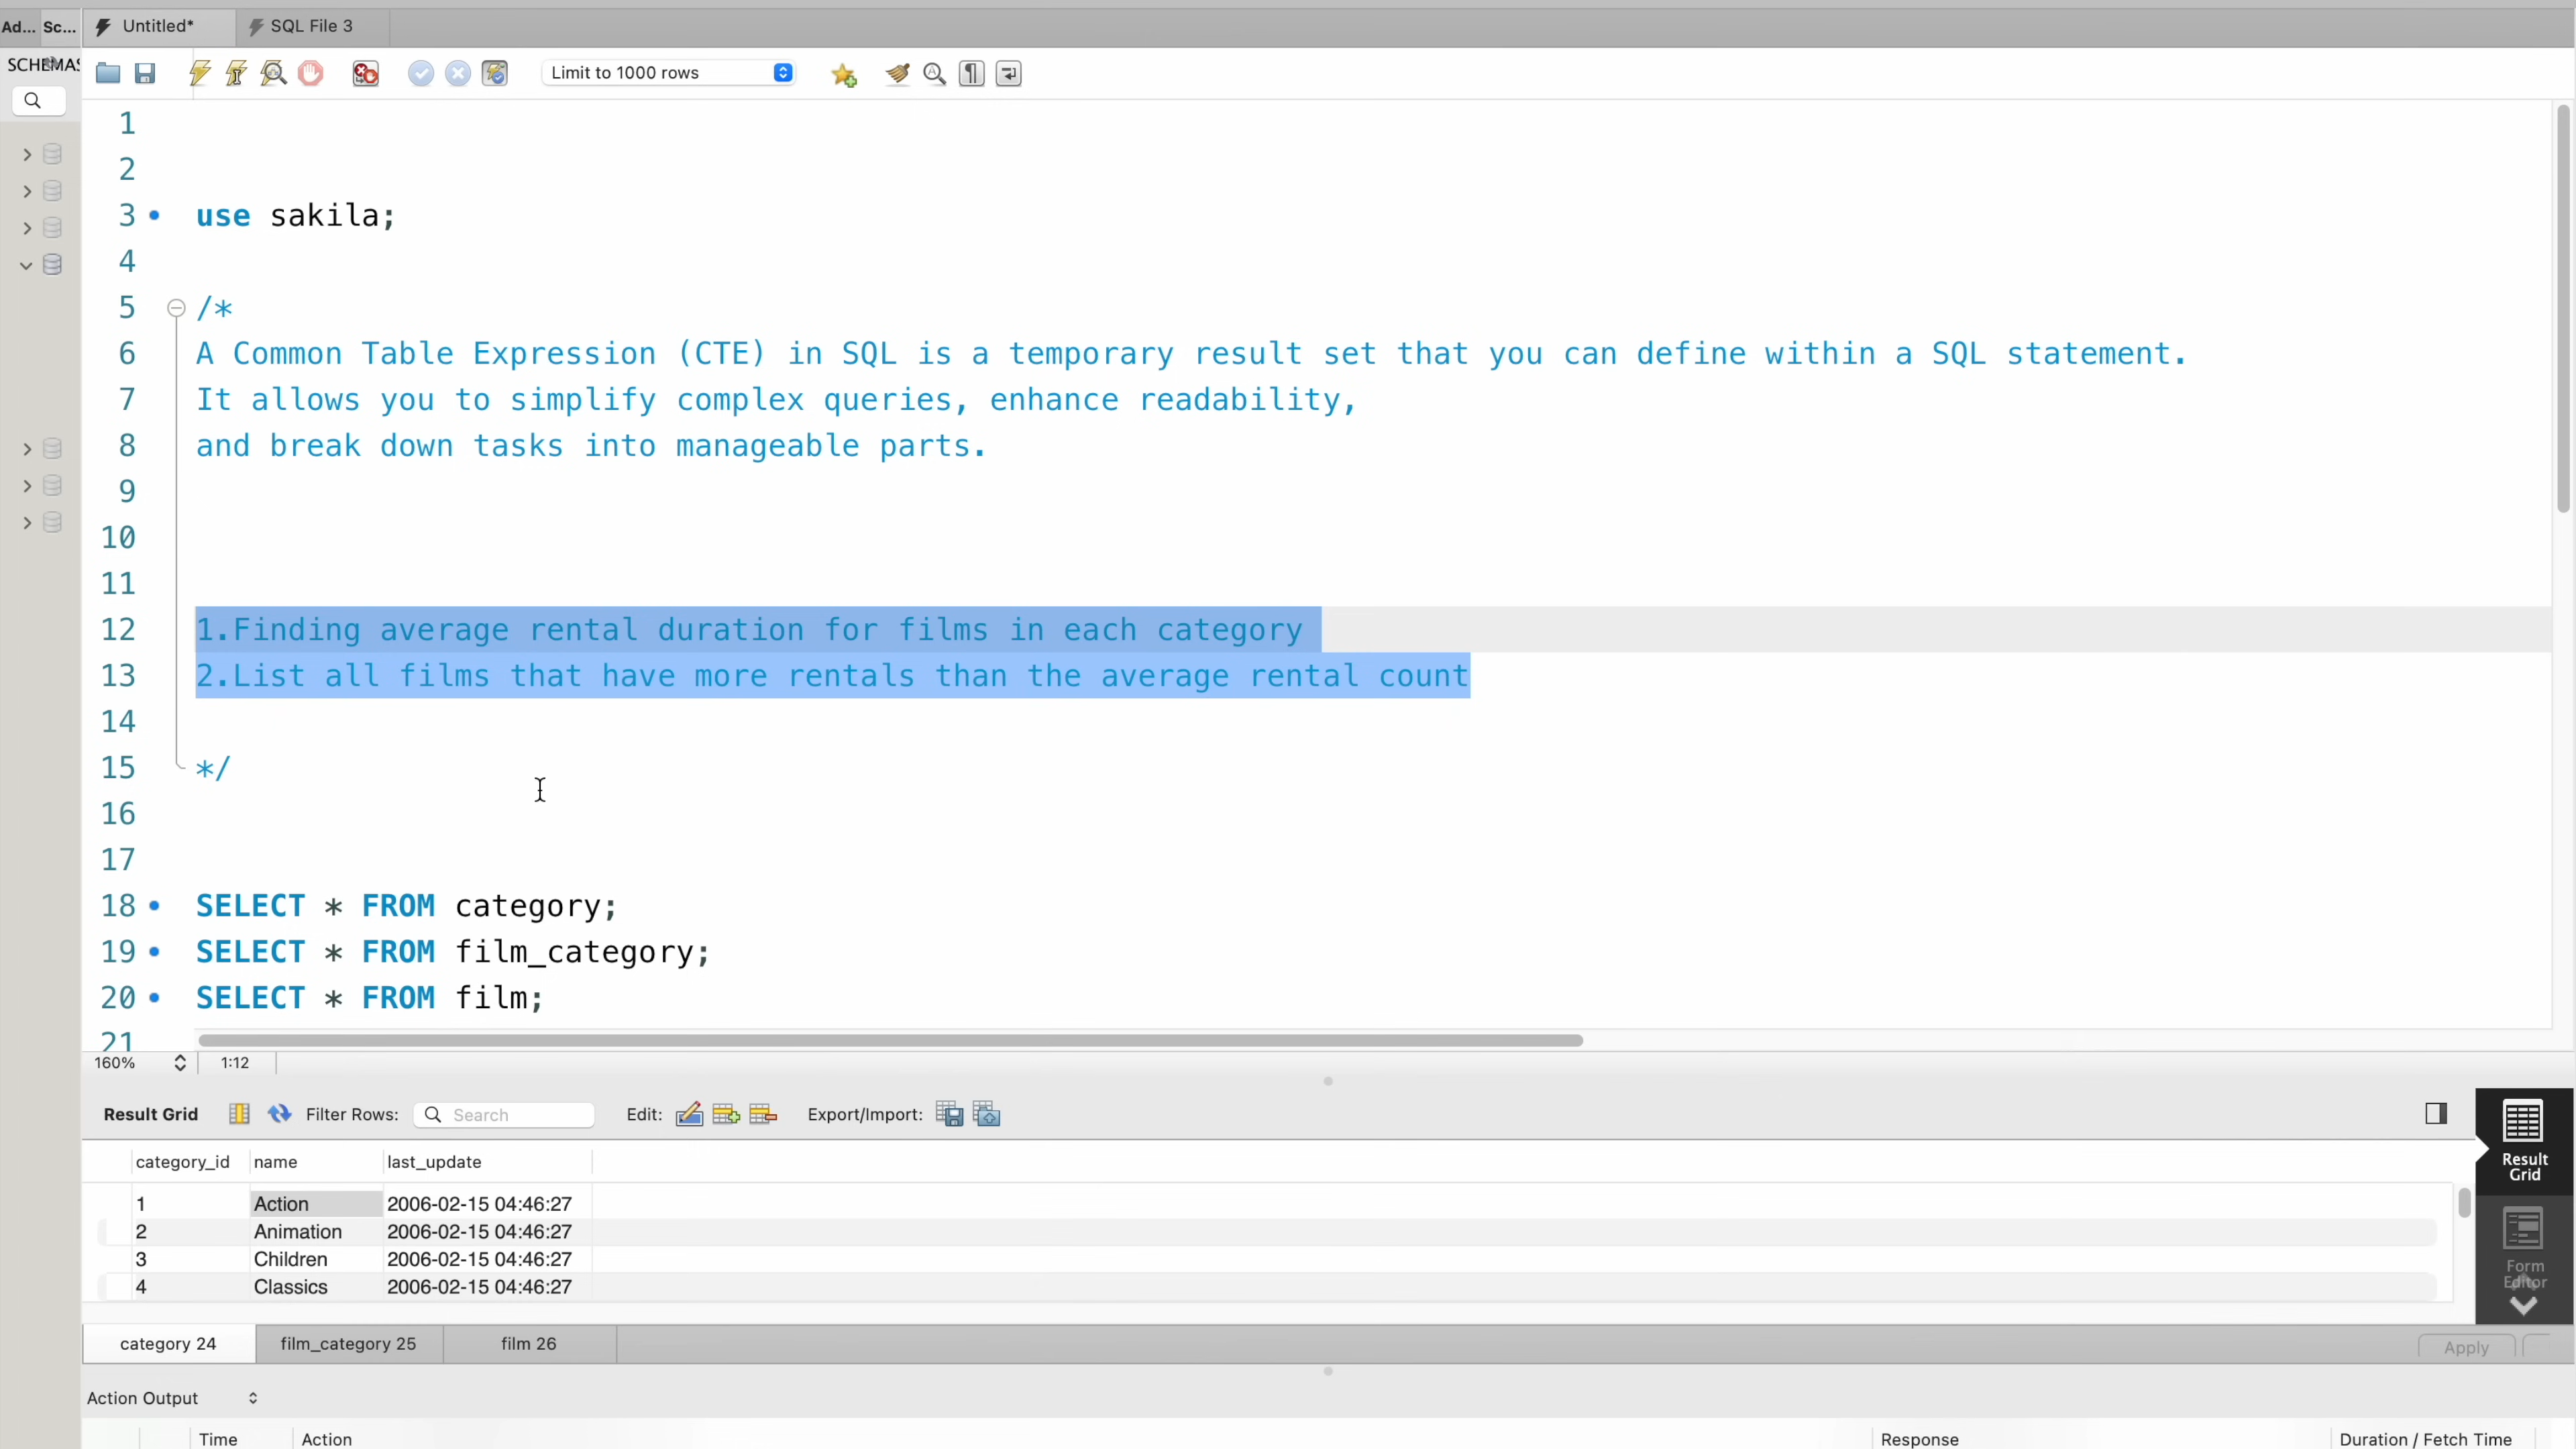 Ad... Sc... Untitled* SQL File 3
SCHEMAS Limit to 1000 rows
1
2
3 use sakila;
4
5 /*
6 A Common Table Expression (CTE) in SQL is a temporary result set that you can define within a SQL statement.
7 It allows you to simplify complex queries, enhance readability,
8 and break down tasks into manageable parts.
9
10
11
12 1.Finding average rental duration for films in each category
13 2.List all films that have more rentals than the average rental count
14
15 */
16
17
18 SELECT * FROM category;
19 SELECT * FROM film_category;
20 SELECT * FROM film;
21
160% 1:12
Result Grid Filter Rows: Search Edit: Export/Import:
category_id name last_update
1 Action 2006-02-15 04:46:27
2 Animation 2006-02-15 04:46:27
3 Children 2006-02-15 04:46:27
4 Classics 2006-02-15 04:46:27
Result
Grid
Form
Editor
category 24 film_category 25 film 26 Apply
Action Output
Time Action Response Duration / Fetch Time